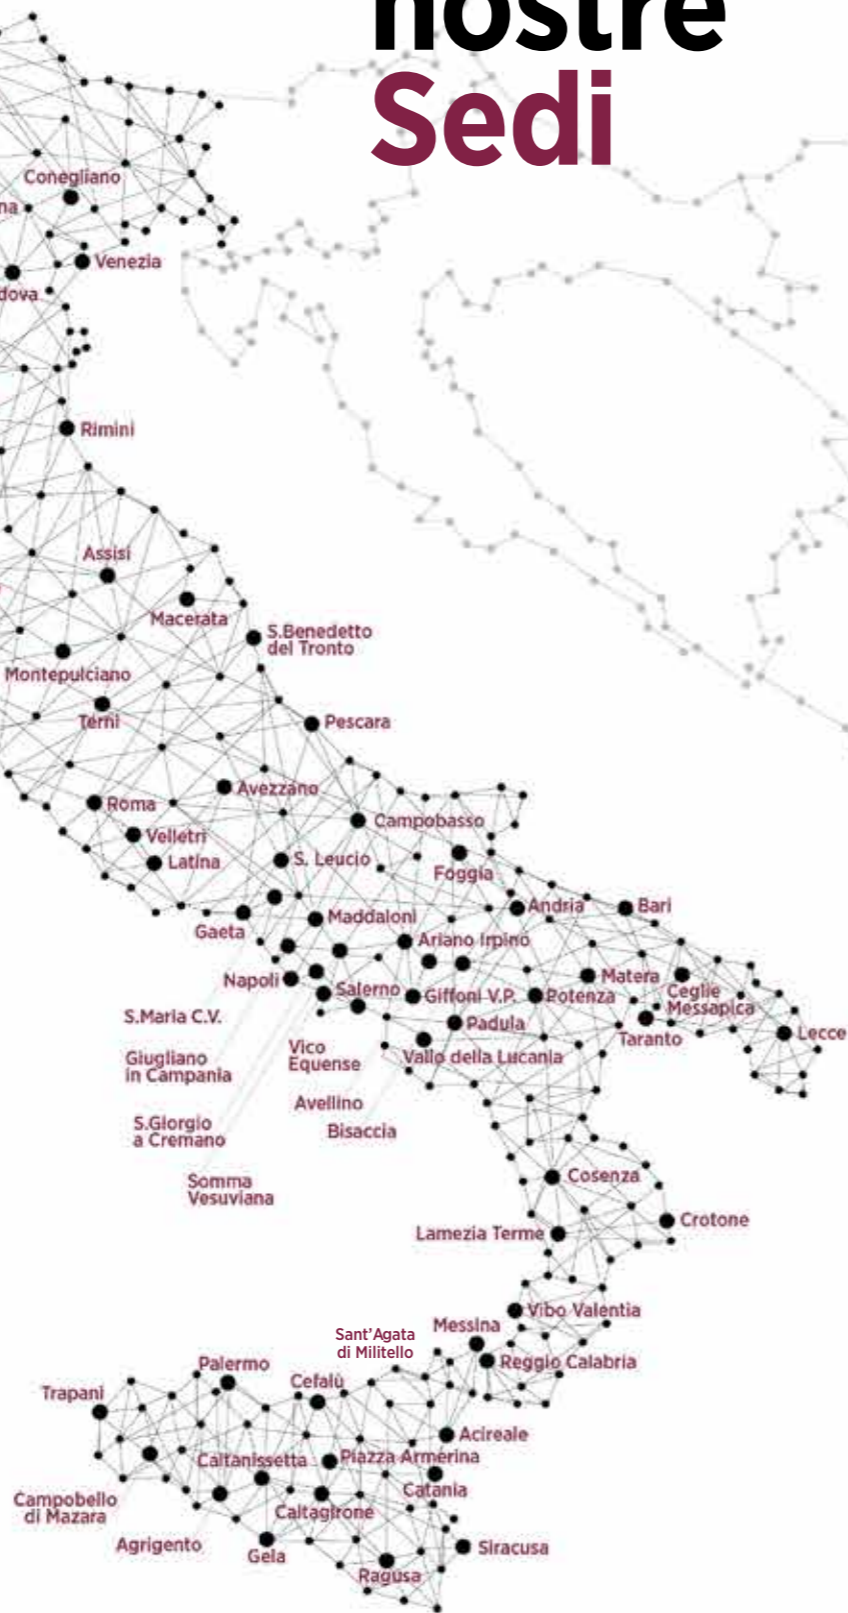 nostre
Sedi
Conegliano
na
Venezia
dova
Rimini
Assisi
Macerata
S.Benedetto
del Tronto
Montepulciano
Terni
Pescara
Avezzano
Roma
Campobasso
Velletri
Latina
S. Leucio
Foggia
Andria
Bari
Maddaloni
Gaeta
Ariano Irpino
Napoli
Salerno
Giffoni V.P.
Potenza
Matera
Ceglie
Messapica
S.Maria C.V.
Padula
Taranto
Lecce
Vico
Equense
Vallo della Lucania
Giugliano
in Campania
Avellino
S.Giorgio
a Cremano
Bisaccia
Somma
Vesuviana
Cosenza
Crotone
Lamezia Terme
Vibo Valentia
Messina
Sant'Agata
di Militello
Reggio Calabria
Palermo
Cefalù
Trapani
Acireale
Caltanissetta
Piazza Armerina
Catania
Campobello
di Mazara
Caltagirone
Agrigento
Gela
Siracusa
Ragusa